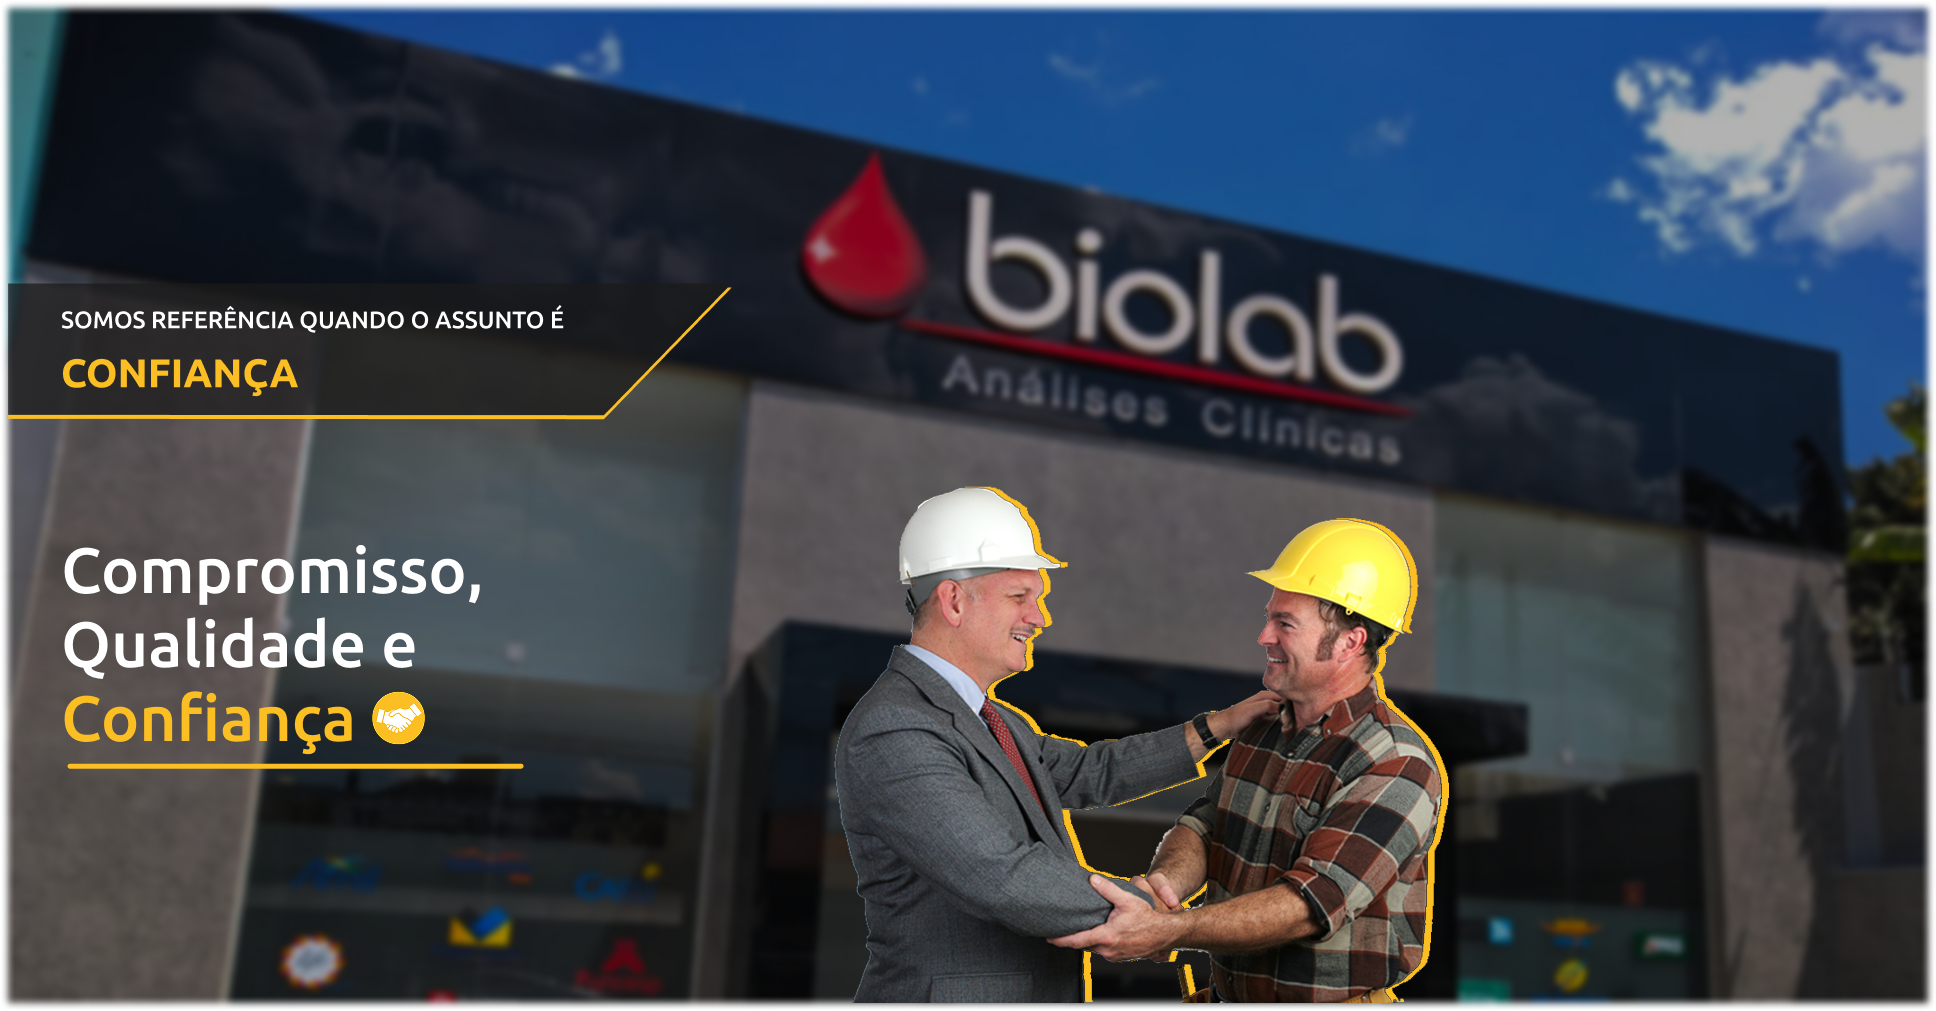 biolab
Análises Clínicas
SOMOS REFERÊNCIA QUANDO O ASSUNTO É
CONFIANÇA
Compromisso,
Qualidade e
Confiança